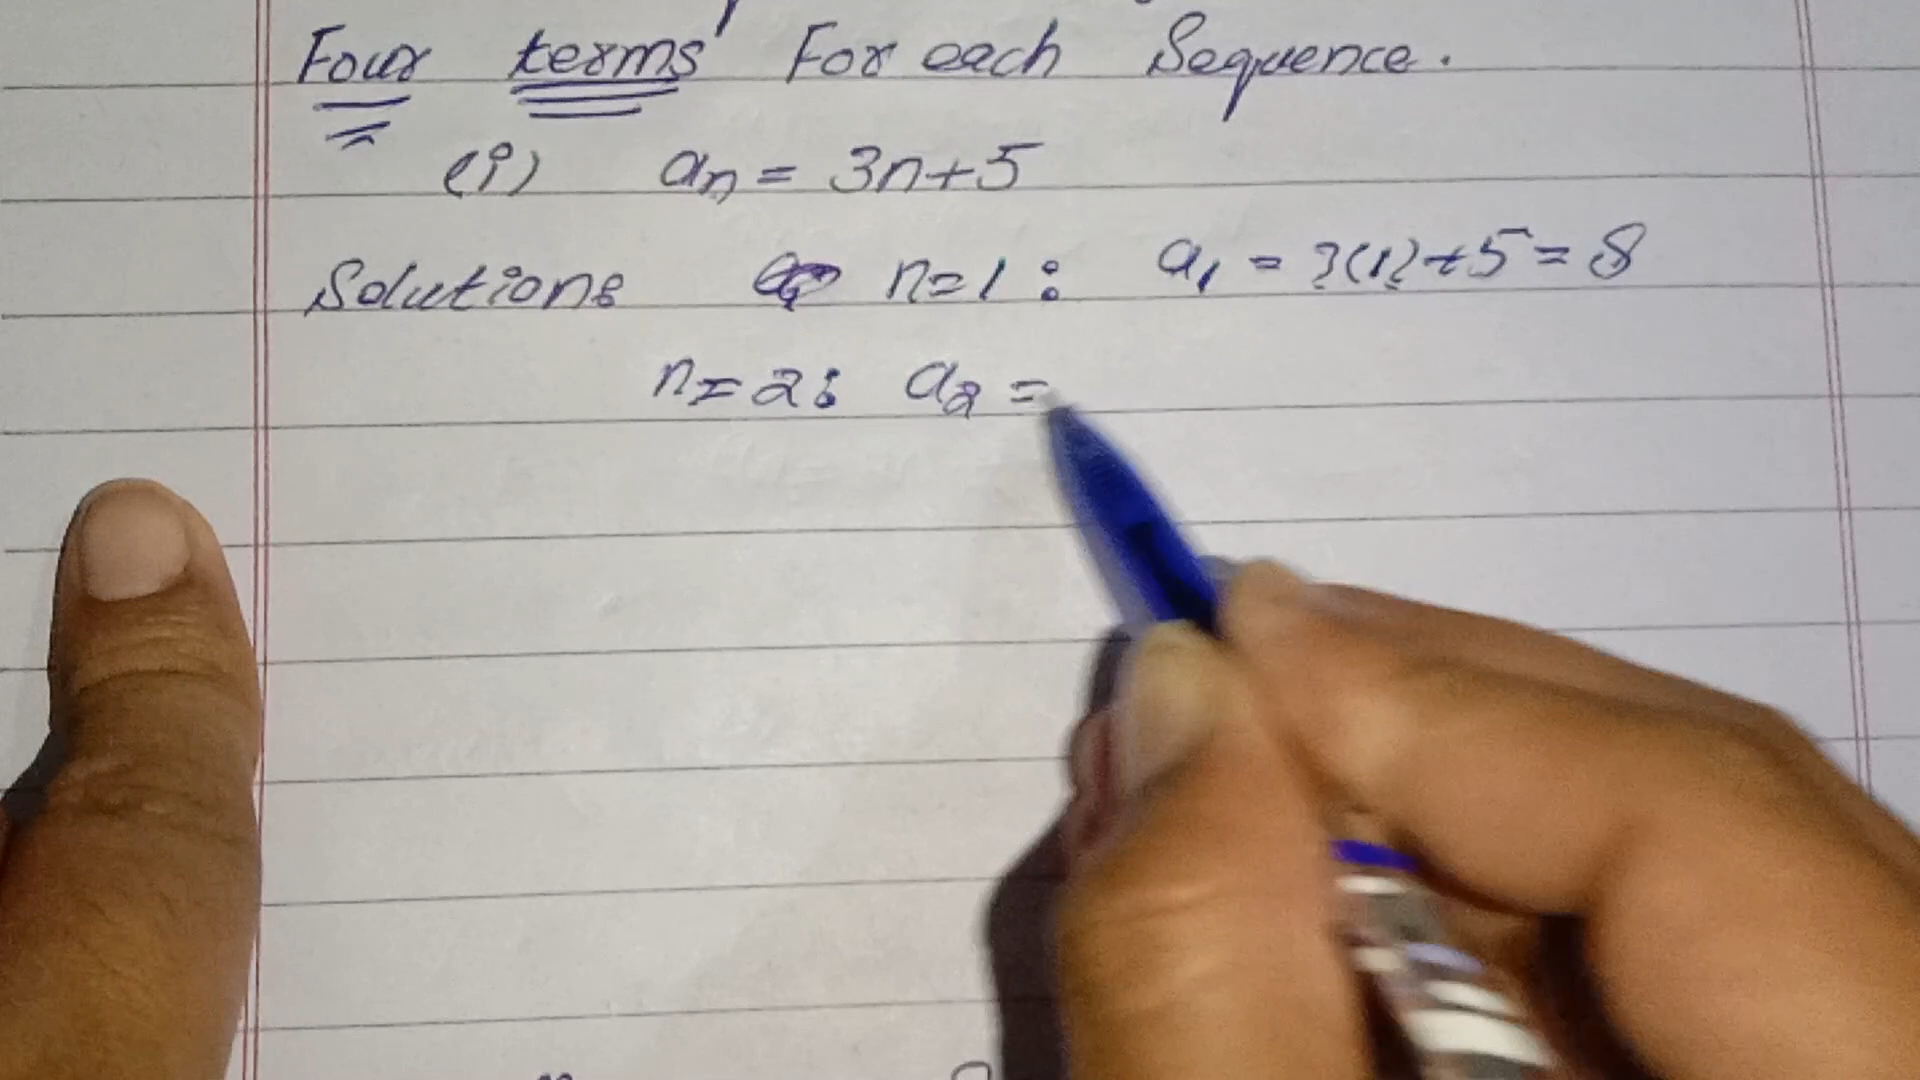 Four terms For each Sequence.
(i) an = 3n+5
Solutions n=1: a1 = 3(1)+5 = 8
n=2: a2 =